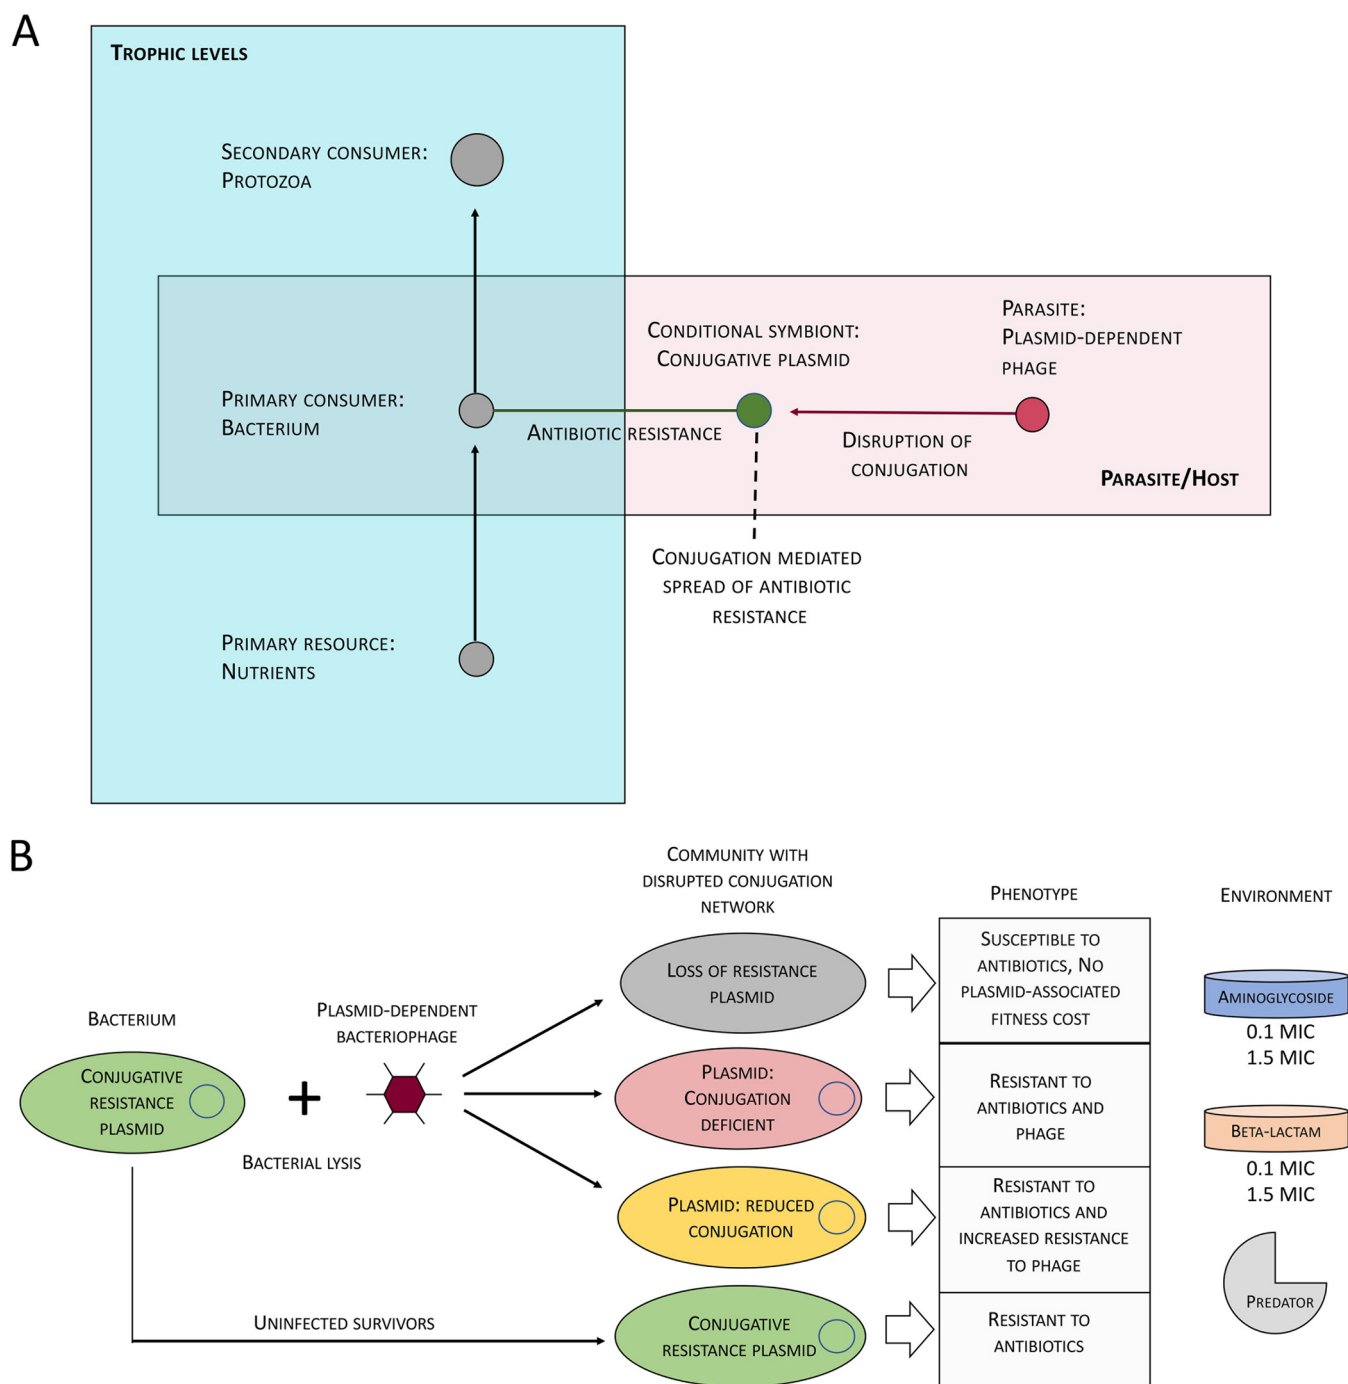 A
Trophic levels
Secondary consumer:
Protozoa
Primary consumer:
Bacterium
Primary resource:
Nutrients
Antibiotic resistance
Conditional symbiont:
Conjugative plasmid
Conjugation mediated
spread of antibiotic
resistance
Parasite:
Plasmid-dependent
phage
Disruption of
conjugation
Parasite/Host
B
Bacterium
Conjugative
resistance
plasmid
+
Plasmid-dependent
bacteriophage
Bacterial lysis
Uninfected survivors
Community with
disrupted conjugation
network
Loss of resistance
plasmid
Plasmid:
Conjugation
deficient
Plasmid: reduced
conjugation
Conjugative
resistance plasmid
Phenotype
Susceptible to
antibiotics, No
plasmid-associated
fitness cost
Resistant to
antibiotics and
phage
Resistant to
antibiotics and
increased resistance
to phage
Resistant to
antibiotics
Environment
Aminoglycoside
0.1 MIC
1.5 MIC
Beta-lactam
0.1 MIC
1.5 MIC
Predator